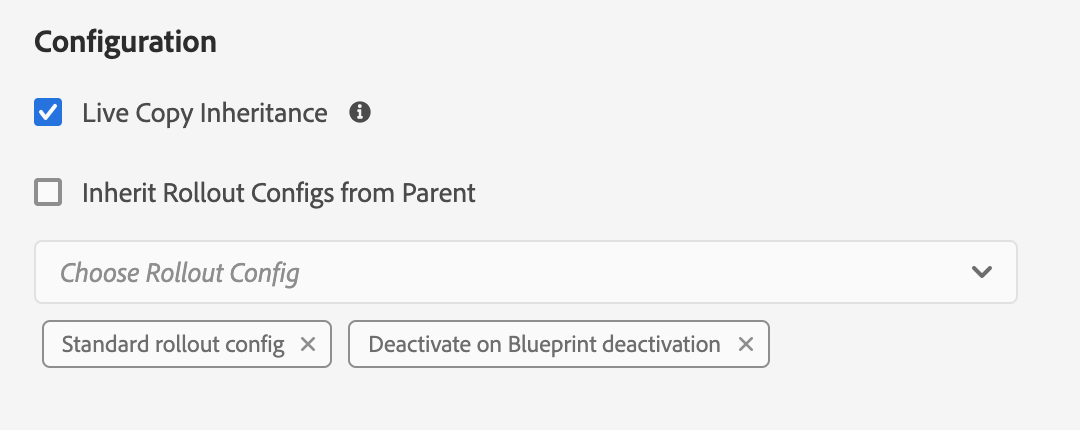 Configuration
Live Copy Inheritance
Inherit Rollout Configs from Parent
Choose Rollout Config
Standard rollout config
Deactivate on Blueprint deactivation